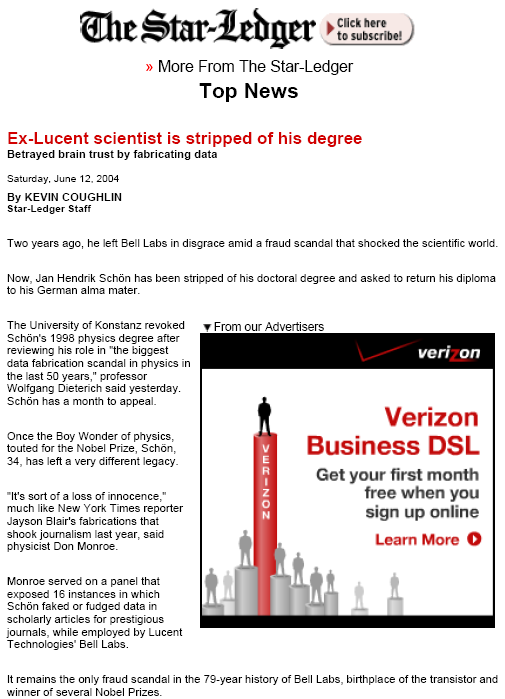 The Star-Ledger
Click here
to subscribe!
» More From The Star-Ledger
Top News
Ex-Lucent scientist is stripped of his degree
Betrayed brain trust by fabricating data
Saturday, June 12, 2004
By KEVIN COUGHLIN
Star-Ledger Staff
Two years ago, he left Bell Labs in disgrace amid a fraud scandal that shocked the scientific world.
Now, Jan Hendrik Schön has been stripped of his doctoral degree and asked to return his diploma
to his German alma mater.
The University of Konstanz revoked
Schön's 1998 physics degree after
reviewing his role in "the biggest
data fabrication scandal in physics in
the last 50 years," professor
Wolfgang Dieterich said yesterday.
Schön has a month to appeal.
Once the Boy Wonder of physics,
touted for the Nobel Prize, Schön,
34, has left a very different legacy.
"It's sort of a loss of innocence,"
much like New York Times reporter
Jayson Blair's fabrications that
shook journalism last year, said
physicist Don Monroe.
Monroe served on a panel that
exposed 16 instances in which
Schön faked or fudged data in
scholarly articles for prestigious
journals, while employed by Lucent
Technologies' Bell Labs.
▼From our Advertisers
verizon
VERIZON
Verizon
Business DSL
Get your first month
free when you
sign up online
Learn More
It remains the only fraud scandal in the 79-year history of Bell Labs, birthplace of the transistor and
winner of several Nobel Prizes.